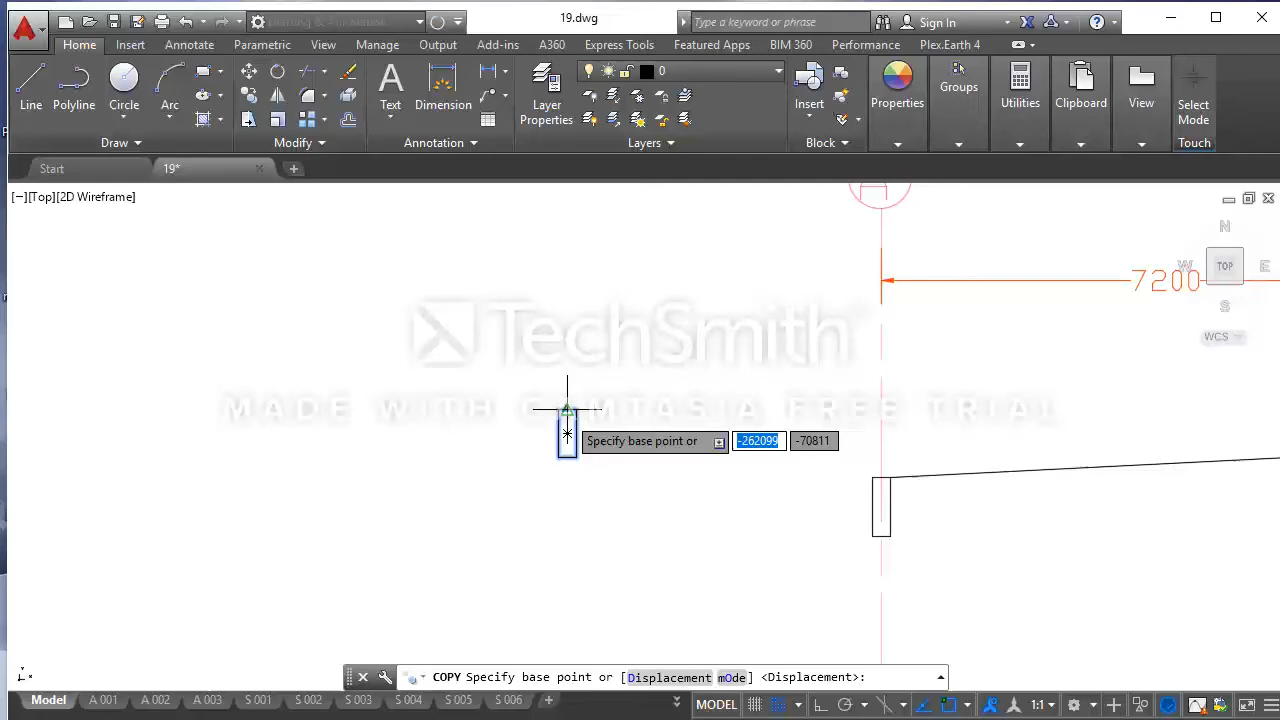 19.dwg
Type a keyword or phrase
Sign In
Home Insert Annotate Parametric View Manage Output Add-ins A360 Express Tools Featured Apps BIM 360 Performance Plex.Earth 4
Line Polyline Circle Arc Text Dimension Layer Properties 0 Insert Properties Groups Utilities Clipboard View Select Mode
Draw Modify Annotation Layers Block Touch
Start 19*
[−][Top][2D Wireframe]
N
W TOP E
S
WCS
7200
TechSmith
MADE WITH CAMTASIA FREE TRIAL
Specify base point or -262099 -70811
COPY Specify base point or [Displacement mOde] <Displacement>:
Model A 001 A 002 A 003 S 001 S 002 S 003 S 004 S 005 S 006 MODEL 1:1